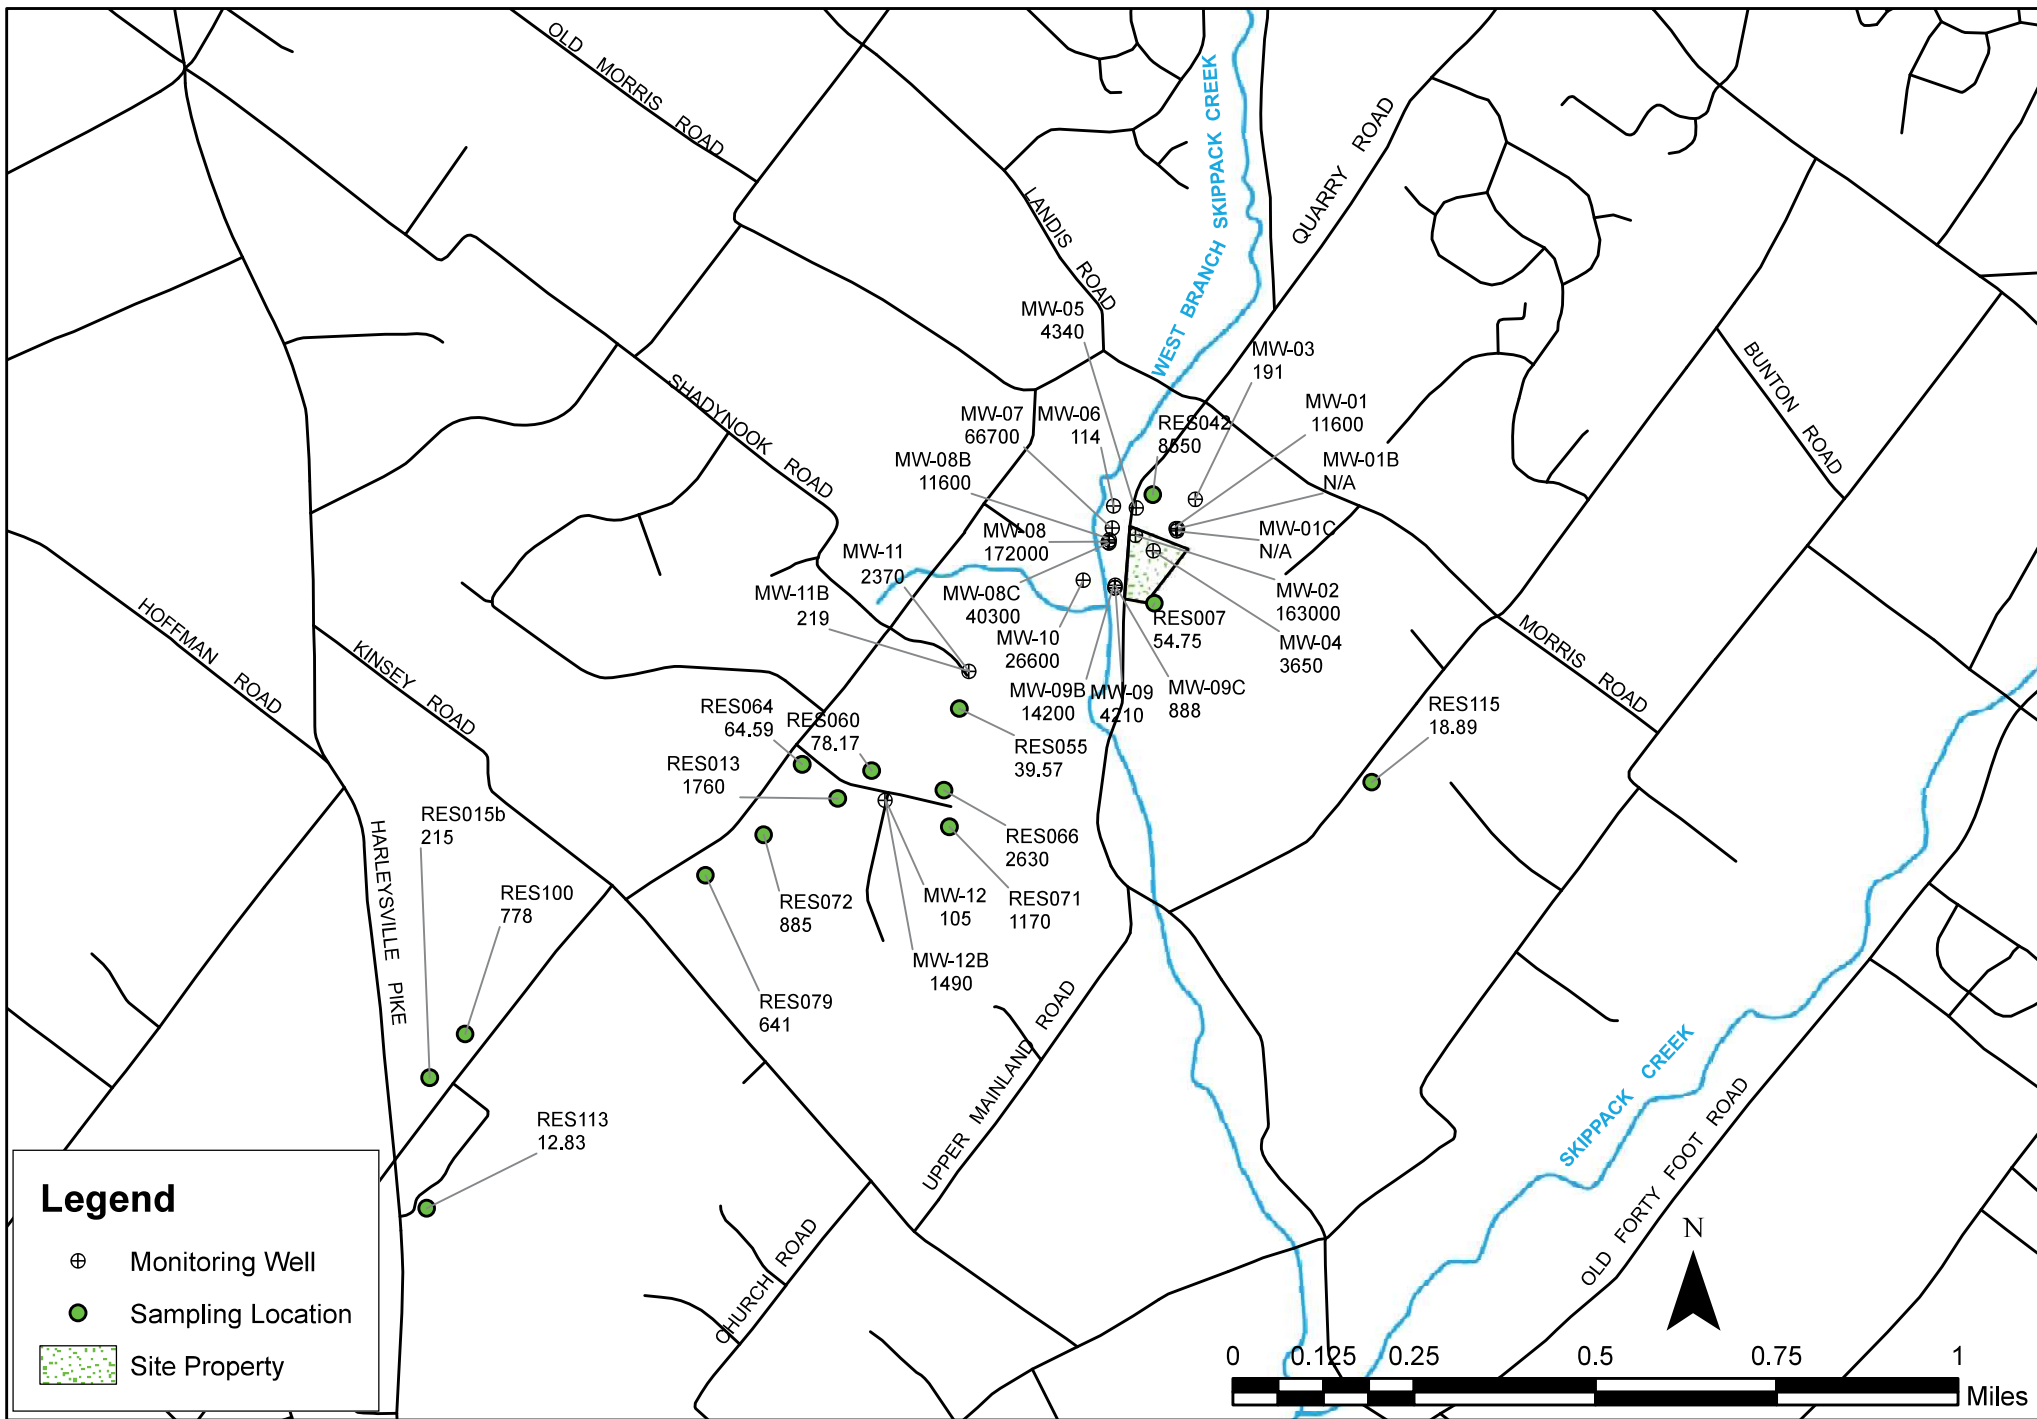 OLD MORRIS ROAD
LANDIS ROAD
WEST BRANCH SKIPPACK CREEK
QUARRY ROAD
MW-05
4340
MW-03
191
MW-07
66700
MW-06
114
RES042
8550
MW-01
11600
MW-01B
N/A
MW-08B
11600
MW-08
172000
MW-01C
N/A
MW-11
2370
MW-11B
219
MW-08C
40300
MW-02
163000
MW-10
26600
RES007
54.75
MW-04
3650
MW-09B
14200
MW-09
4210
MW-09C
888
SHADYNOOK ROAD
BUNTON ROAD
MORRIS ROAD
HOFFMAN ROAD
KINSEY ROAD
RES064
64.59
RES060
78.17
RES055
39.57
RES115
18.89
RES013
1760
RES015b
215
RES066
2630
RES100
778
RES072
885
MW-12
105
RES071
1170
MW-12B
1490
RES079
641
HARLEYSVILLE PIKE
UPPER MAINLAND ROAD
SKIPPACK CREEK
OLD FORTY FOOT ROAD
RES113
12.83
CHURCH ROAD
Legend
Monitoring Well
Sampling Location
Site Property
N
0 0.125 0.25 0.5 0.75 1
Miles